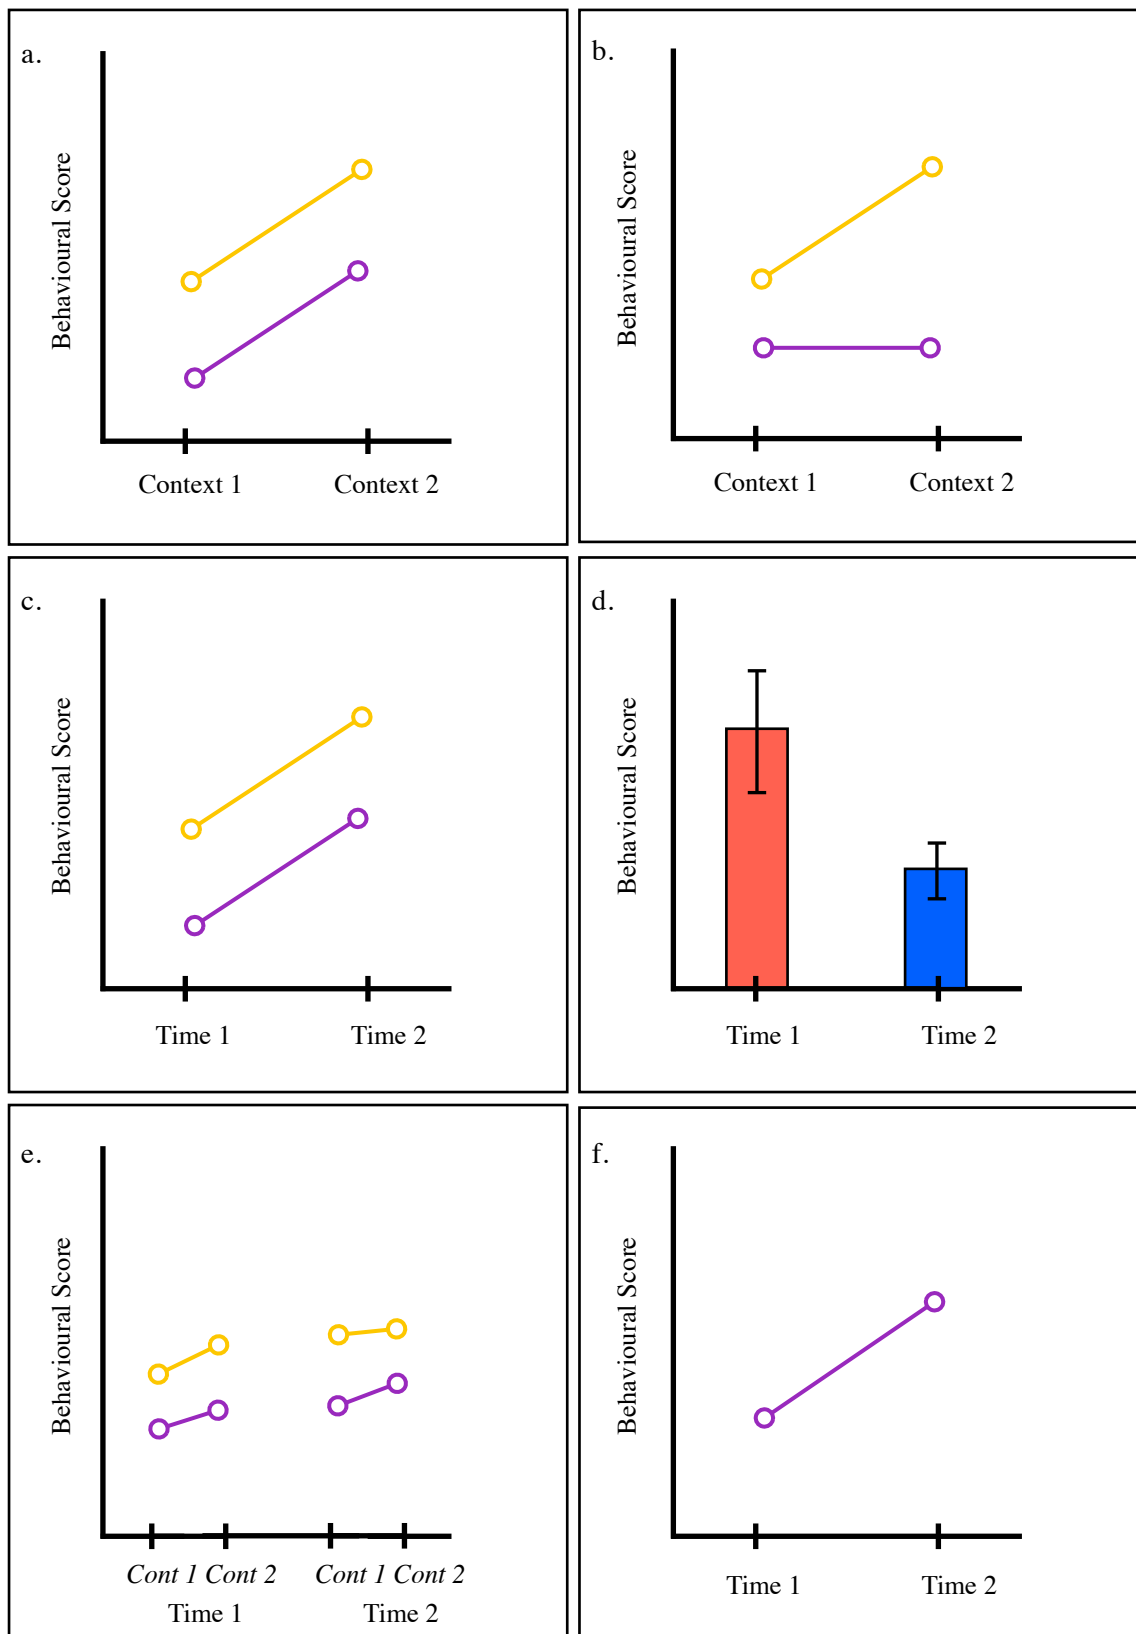 a.
Behavioural Score
Context 1 Context 2
b.
Behavioural Score
Context 1 Context 2
c.
Behavioural Score
Time 1 Time 2
d.
Behavioural Score
Time 1 Time 2
e.
Behavioural Score
Cont 1 Cont 2 Cont 1 Cont 2
Time 1 Time 2
f.
Behavioural Score
Time 1 Time 2